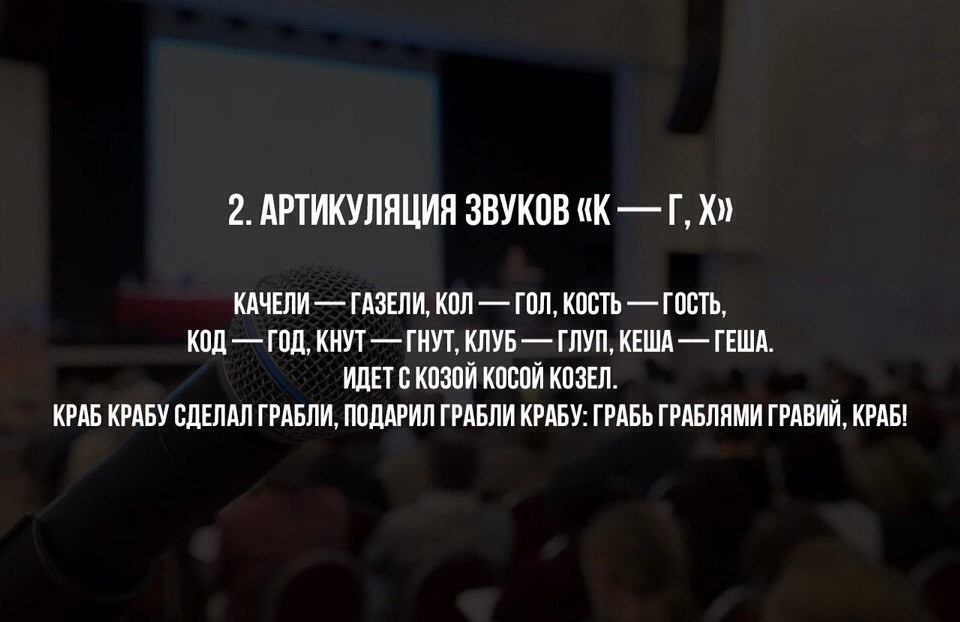 2. АРТИКУЛЯЦИЯ ЗВУКОВ «К — Г, Х»
КАЧЕЛИ — ГАЗЕЛИ, КОЛ — ГОЛ, КОСТЬ — ГОСТЬ,
КОД — ГОД, КНУТ — ГНУТ, КЛУБ — ГЛУП, КЕША — ГЕША.
ИДЕТ С КОЗОЙ КОСОЙ КОЗЕЛ.
КРАБ КРАБУ СДЕЛАЛ ГРАБЛИ, ПОДАРИЛ ГРАБЛИ КРАБУ: ГРАБЬ ГРАБЛЯМИ ГРАВИЙ, КРАБ!